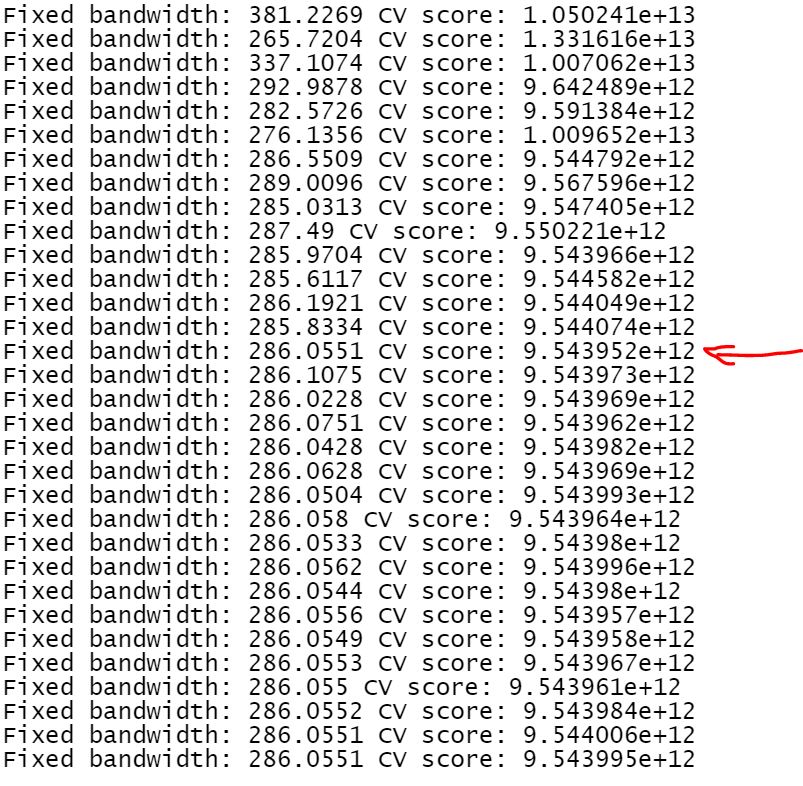 Fixed bandwidth: 381.2269 CV score: 1.050241e+13
Fixed bandwidth: 265.7204 CV score: 1.331616e+13
Fixed bandwidth: 337.1074 CV score: 1.007062e+13
Fixed bandwidth: 292.9878 CV score: 9.642489e+12
Fixed bandwidth: 282.5726 CV score: 9.591384e+12
Fixed bandwidth: 276.1356 CV score: 1.009652e+13
Fixed bandwidth: 286.5509 CV score: 9.544792e+12
Fixed bandwidth: 289.0096 CV score: 9.567596e+12
Fixed bandwidth: 285.0313 CV score: 9.547405e+12
Fixed bandwidth: 287.49 CV score: 9.550221e+12
Fixed bandwidth: 285.9704 CV score: 9.543966e+12
Fixed bandwidth: 285.6117 CV score: 9.544582e+12
Fixed bandwidth: 286.1921 CV score: 9.544049e+12
Fixed bandwidth: 285.8334 CV score: 9.544074e+12
Fixed bandwidth: 286.0551 CV score: 9.543952e+12
Fixed bandwidth: 286.1075 CV score: 9.543973e+12
Fixed bandwidth: 286.0228 CV score: 9.543969e+12
Fixed bandwidth: 286.0751 CV score: 9.543962e+12
Fixed bandwidth: 286.0428 CV score: 9.543982e+12
Fixed bandwidth: 286.0628 CV score: 9.543969e+12
Fixed bandwidth: 286.0504 CV score: 9.543993e+12
Fixed bandwidth: 286.058 CV score: 9.543964e+12
Fixed bandwidth: 286.0533 CV score: 9.54398e+12
Fixed bandwidth: 286.0562 CV score: 9.543996e+12
Fixed bandwidth: 286.0544 CV score: 9.54398e+12
Fixed bandwidth: 286.0556 CV score: 9.543957e+12
Fixed bandwidth: 286.0549 CV score: 9.543958e+12
Fixed bandwidth: 286.0553 CV score: 9.543967e+12
Fixed bandwidth: 286.055 CV score: 9.543961e+12
Fixed bandwidth: 286.0552 CV score: 9.543984e+12
Fixed bandwidth: 286.0551 CV score: 9.544006e+12
Fixed bandwidth: 286.0551 CV score: 9.543995e+12